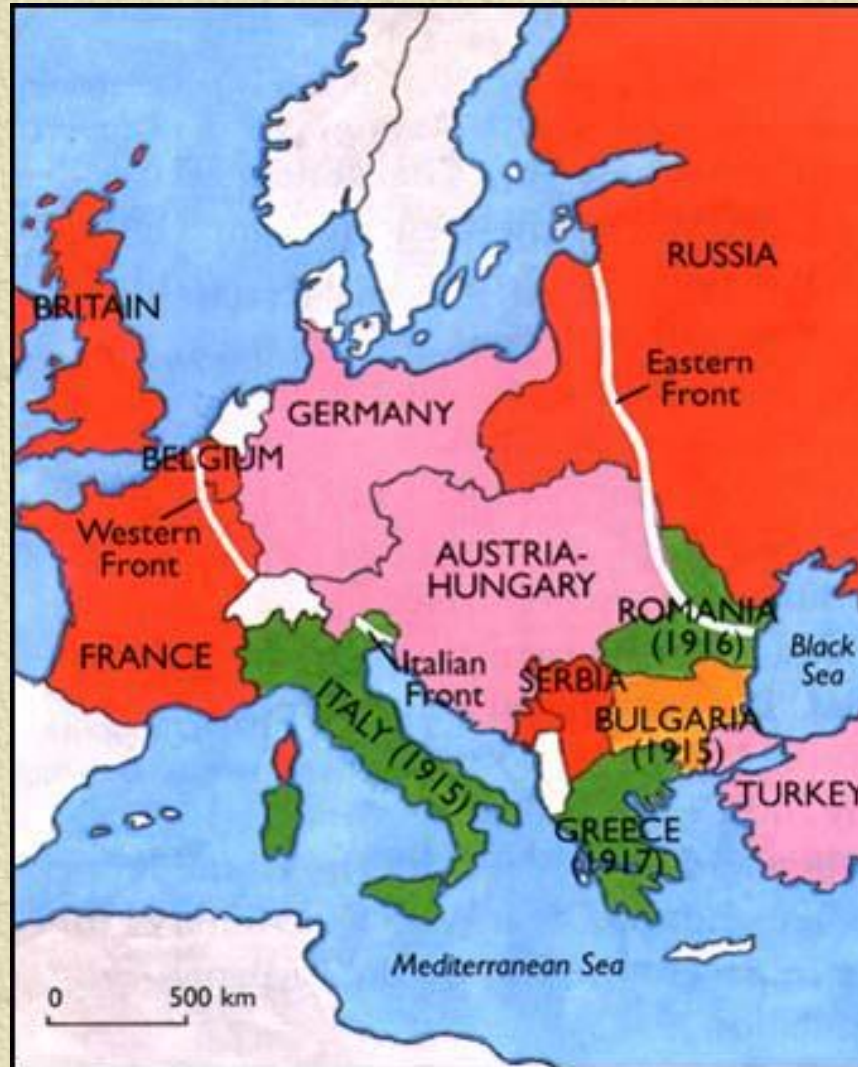 RUSSIA
BRITAIN
Eastern
Front
GERMANY
BELGIUM
Western
Front
AUSTRIA-
HUNGARY
ROMANIA
(1916)
Black
Sea
FRANCE
Italian
Front
SERBIA
ITALY (1915)
BULGARIA
(1915)
TURKEY
GREECE
(1917)
Mediterranean Sea
0 500 km